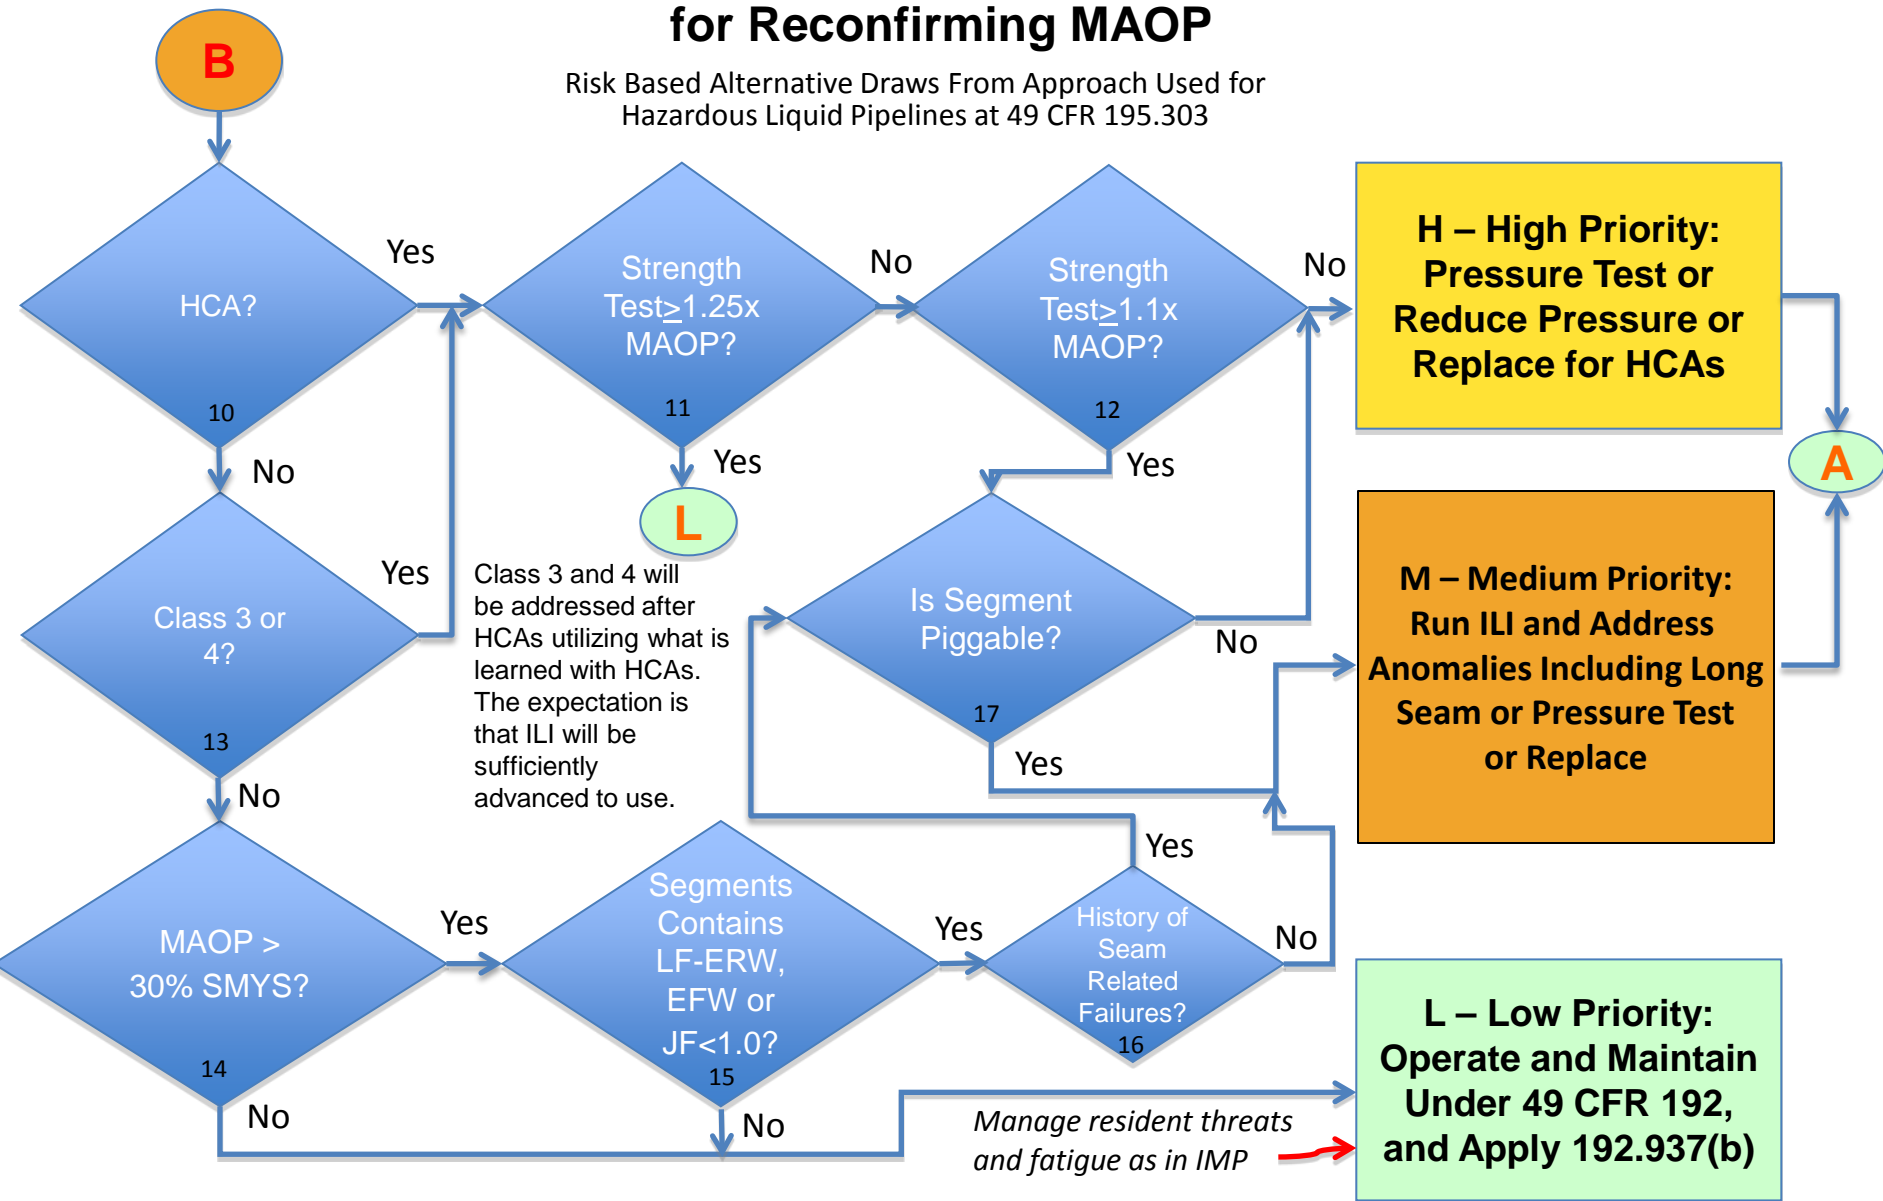 for Reconfirming MAOP
Risk Based Alternative Draws From Approach Used for
Hazardous Liquid Pipelines at 49 CFR 195.303
B
HCA?
10
Yes
No
Strength
Test≥1.25x
MAOP?
11
No
Yes
L
Strength
Test≥1.1x
MAOP?
12
No
Yes
H – High Priority:
Pressure Test or
Reduce Pressure or
Replace for HCAs
A
Class 3 or
4?
13
Yes
No
Class 3 and 4 will
be addressed after
HCAs utilizing what is
learned with HCAs.
The expectation is
that ILI will be
sufficiently
advanced to use.
Is Segment
Piggable?
17
No
Yes
M – Medium Priority:
Run ILI and Address
Anomalies Including Long
Seam or Pressure Test
or Replace
MAOP >
30% SMYS?
14
Yes
No
Segments
Contains
LF-ERW,
EFW or
JF<1.0?
15
Yes
No
History of
Seam
Related
Failures?
16
Yes
No
Manage resident threats
and fatigue as in IMP
L – Low Priority:
Operate and Maintain
Under 49 CFR 192,
and Apply 192.937(b)